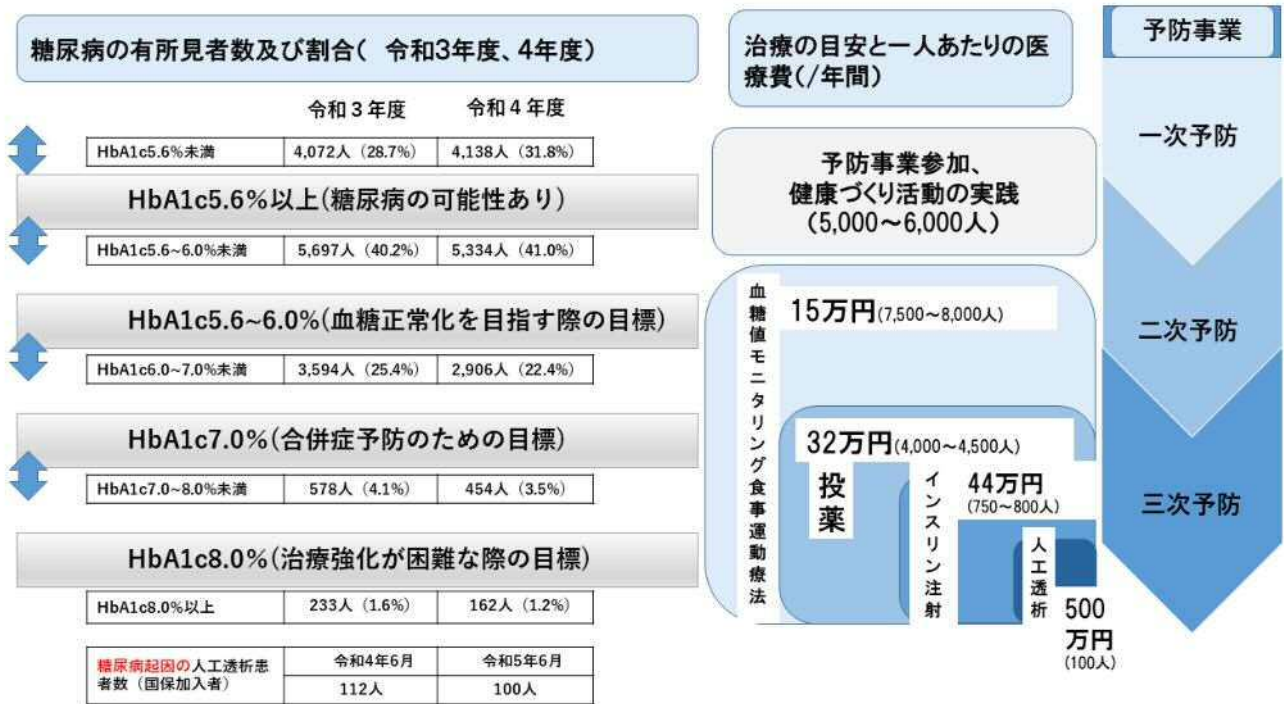 糖尿病の有所見者数及び割合( 令和3年度、4年度)
令和３年度 令和４年度
HbA1c5.6%未満 4,072人（28.7%） 4,138人（31.8%）
HbA1c5.6%以上(糖尿病の可能性あり)
HbA1c5.6~6.0%未満 5,697人（40.2%） 5,334人（41.0%）
HbA1c5.6~6.0%(血糖正常化を目指す際の目標)
HbA1c6.0~7.0%未満 3,594人（25.4%） 2,906人（22.4%）
HbA1c7.0%(合併症予防のための目標)
HbA1c7.0~8.0%未満 578人（4.1%） 454人（3.5%）
HbA1c8.0%(治療強化が困難な際の目標)
HbA1c8.0%以上 233人（1.6%） 162人（1.2%）
糖尿病起因の人工透析患
者数（国保加入者）
令和4年6月 令和5年6月
112人 100人
治療の目安と一人あたりの医
療費(/年間)
予防事業参加、
健康づくり活動の実践
(5,000～6,000人)
血糖値モニタリング食事運動療法
15万円(7,500～8,000人)
32万円(4,000～4,500人)
投薬
インスリン注射
44万円
(750～800人)
人工透析
500
万円
(100人)
予防事業
一次予防
二次予防
三次予防